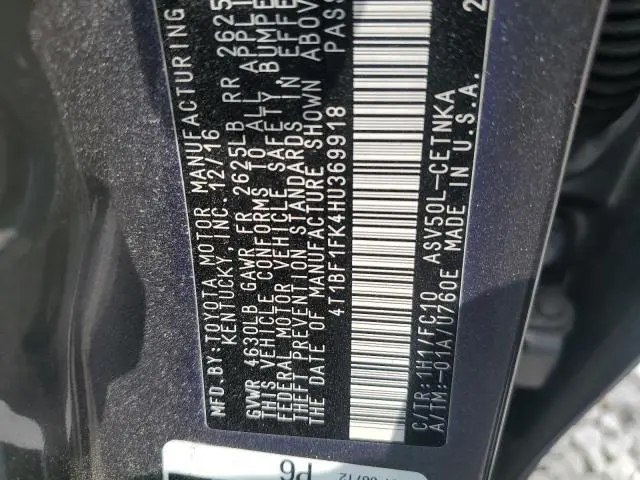 MFD.BY:TOYOTA MOTOR MANUFACTURING
KENTUCKY, INC. 12/16
GVWR 4630LB GAWR FR 2625LB RR 2625
THIS VEHICLE CONFORMS TO ALL APPLI
FEDERAL MOTOR VEHICLE SAFETY, BUMPE
THEFT PREVENTION STANDARDS IN EFFE
THE DATE OF MANUFACTURE SHOWN ABOV
4T1BF1FK4HU369918 PASS
C/TR:1H1/FC10 ASV50L-CETNKA
A/TM:-01A/U760E MADE IN U.S.A.
2
P6